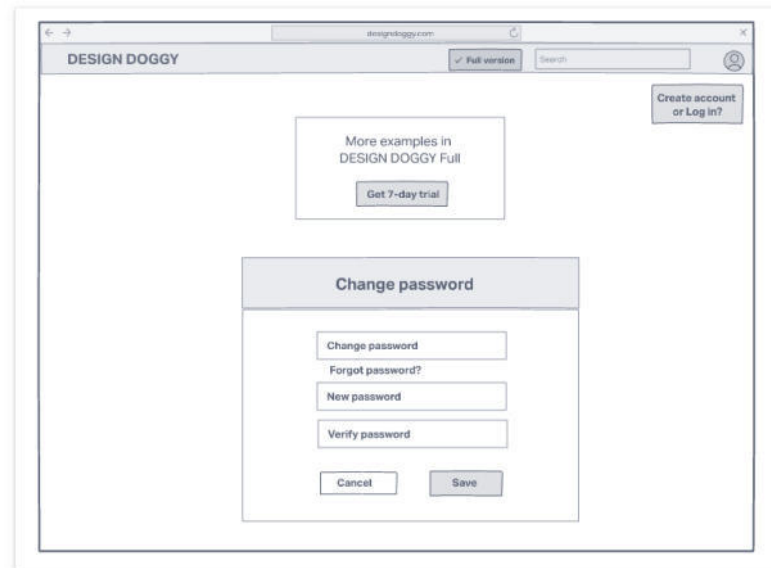 designdoggy.com
DESIGN DOGGY
✓ Full version
Search
Create account
or Log in?
More examples in
DESIGN DOGGY Full
Get 7-day trial
Change password
Change password
Forgot password?
New password
Verify password
Cancel
Save